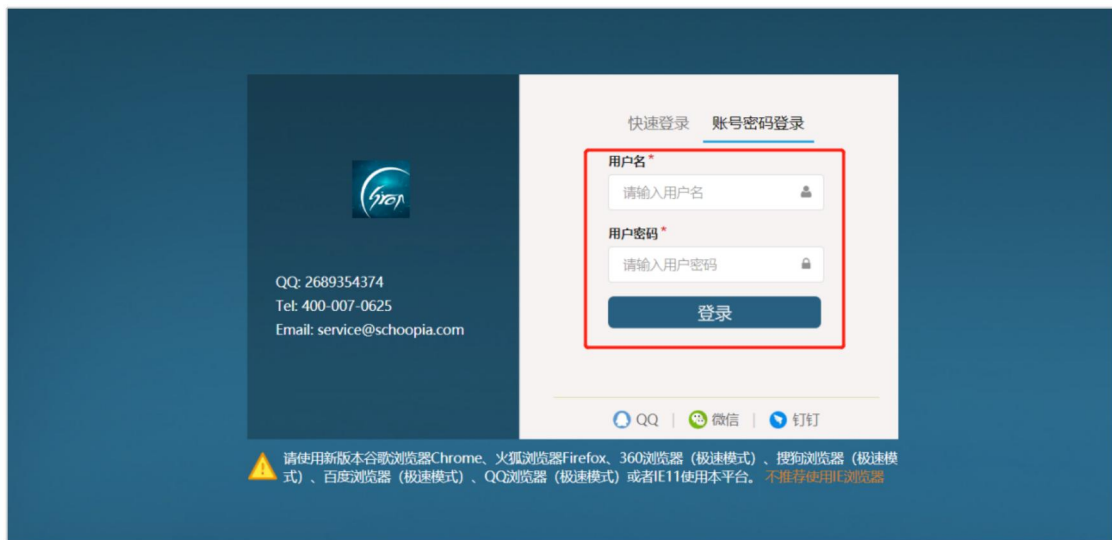 快速登录 账号密码登录
用户名*
请输入用户名
用户密码*
请输入用户密码
登录
QQ: 2689354374
Tel: 400-007-0625
Email: service@schoopia.com
QQ | 微信 | 钉钉
请使用新版本谷歌浏览器Chrome、火狐浏览器Firefox、360浏览器（极速模式）、搜狗浏览器（极速模
式）、百度浏览器（极速模式）、QQ浏览器（极速模式）或者IE11使用本平台。 不推荐使用IE浏览器